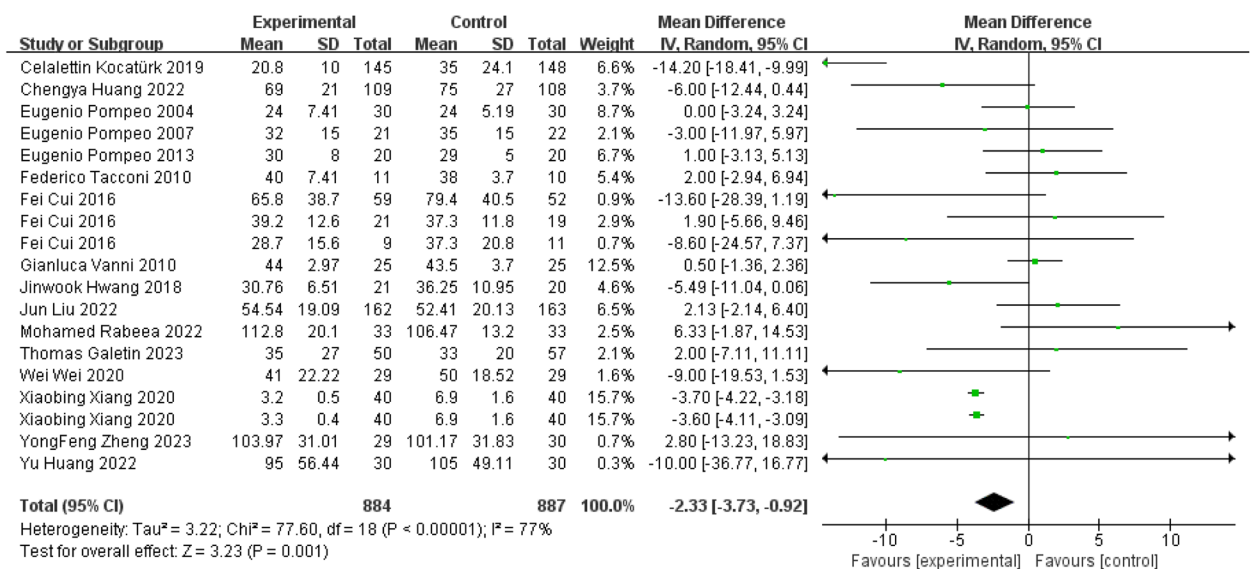 Experimental Control Mean Difference Mean Difference
Study or Subgroup Mean SD Total Mean SD Total Weight IV, Random, 95% CI IV, Random, 95% CI
Celalettin Kocatürk 2019 20.8 10 145 35 24.1 148 6.6% -14.20 [-18.41, -9.99]
Chengya Huang 2022 69 21 109 75 27 108 3.7% -6.00 [-12.44, 0.44]
Eugenio Pompeo 2004 24 7.41 30 24 5.19 30 8.7% 0.00 [-3.24, 3.24]
Eugenio Pompeo 2007 32 15 21 35 15 22 2.1% -3.00 [-11.97, 5.97]
Eugenio Pompeo 2013 30 8 20 29 5 20 6.7% 1.00 [-3.13, 5.13]
Federico Tacconi 2010 40 7.41 11 38 3.7 10 5.4% 2.00 [-2.94, 6.94]
Fei Cui 2016 65.8 38.7 59 79.4 40.5 52 0.9% -13.60 [-28.39, 1.19]
Fei Cui 2016 39.2 12.6 21 37.3 11.8 19 2.9% 1.90 [-5.66, 9.46]
Fei Cui 2016 28.7 15.6 9 37.3 20.8 11 0.7% -8.60 [-24.57, 7.37]
Gianluca Vanni 2010 44 2.97 25 43.5 3.7 25 12.5% 0.50 [-1.36, 2.36]
Jinwook Hwang 2018 30.76 6.51 21 36.25 10.95 20 4.6% -5.49 [-11.04, 0.06]
Jun Liu 2022 54.54 19.09 162 52.41 20.13 163 6.5% 2.13 [-2.14, 6.40]
Mohamed Rabeea 2022 112.8 20.1 33 106.47 13.2 33 2.5% 6.33 [-1.87, 14.53]
Thomas Galetin 2023 35 27 50 33 20 57 2.1% 2.00 [-7.11, 11.11]
Wei Wei 2020 41 22.22 29 50 18.52 29 1.6% -9.00 [-19.53, 1.53]
Xiaobing Xiang 2020 3.2 0.5 40 6.9 1.6 40 15.7% -3.70 [-4.22, -3.18]
Xiaobing Xiang 2020 3.3 0.4 40 6.9 1.6 40 15.7% -3.60 [-4.11, -3.09]
YongFeng Zheng 2023 103.97 31.01 29 101.17 31.83 30 0.7% 2.80 [-13.23, 18.83]
Yu Huang 2022 95 56.44 30 105 49.11 30 0.3% -10.00 [-36.77, 16.77]
Total (95% CI) 884 887 100.0% -2.33 [-3.73, -0.92]
Heterogeneity: Tau² = 3.22; Chi² = 77.60, df = 18 (P < 0.00001); I² = 77%
Test for overall effect: Z = 3.23 (P = 0.001)
-10 -5 0 5 10
Favours [experimental] Favours [control]